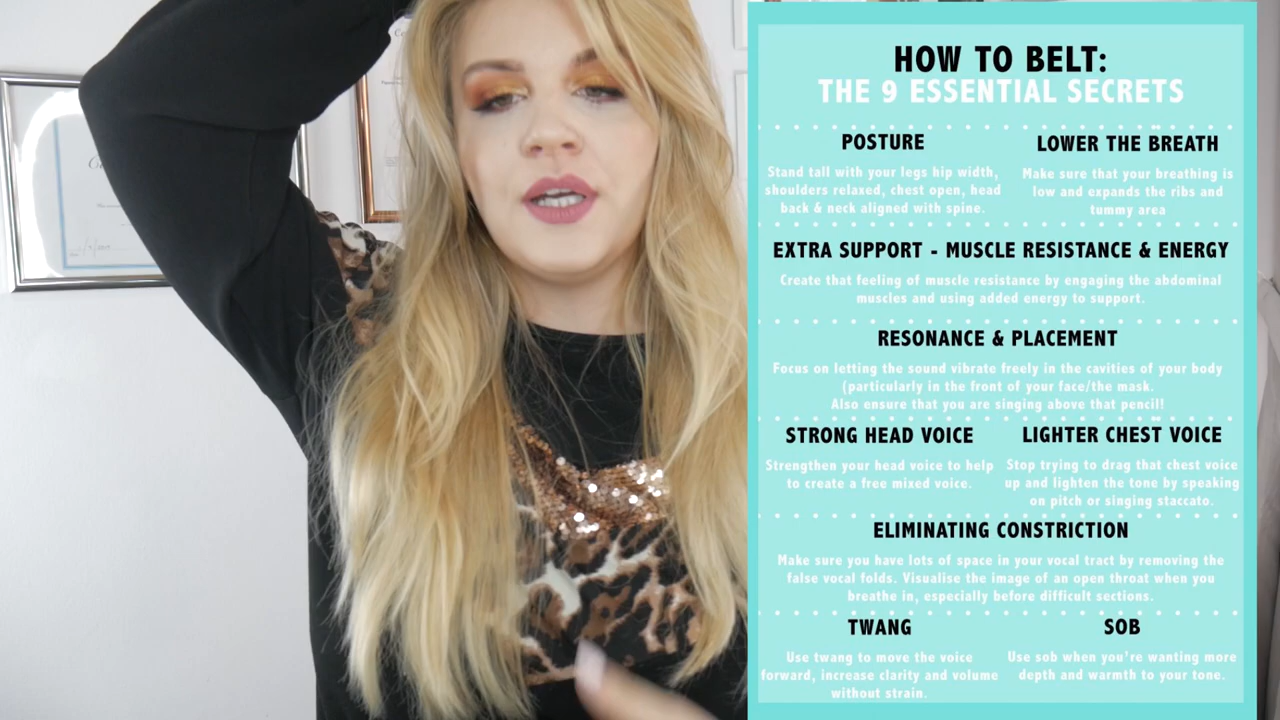 HOW TO BELT:
THE 9 ESSENTIAL SECRETS
POSTURE
Stand tall with your legs hip width,
shoulders relaxed, chest open, head
back & neck aligned with spine.
LOWER THE BREATH
Make sure that your breathing is
low and expands the ribs and
tummy area
EXTRA SUPPORT - MUSCLE RESISTANCE & ENERGY
Create that feeling of muscle resistance by engaging the abdominal
muscles and using added energy to support.
RESONANCE & PLACEMENT
Focus on letting the sound vibrate freely in the cavities of your body
(particularly in the front of your face/the mask.
Also ensure that you are singing above that pencil!
STRONG HEAD VOICE
Strengthen your head voice to help
to create a free mixed voice.
LIGHTER CHEST VOICE
Stop trying to drag that chest voice
up and lighten the tone by speaking
on pitch or singing staccato.
ELIMINATING CONSTRICTION
Make sure you have lots of space in your vocal tract by removing the
false vocal folds. Visualise the image of an open throat when you
breathe in, especially before difficult sections.
TWANG
Use twang to move the voice
forward, increase clarity and volume
without strain.
SOB
Use sob when you're wanting more
depth and warmth to your tone.